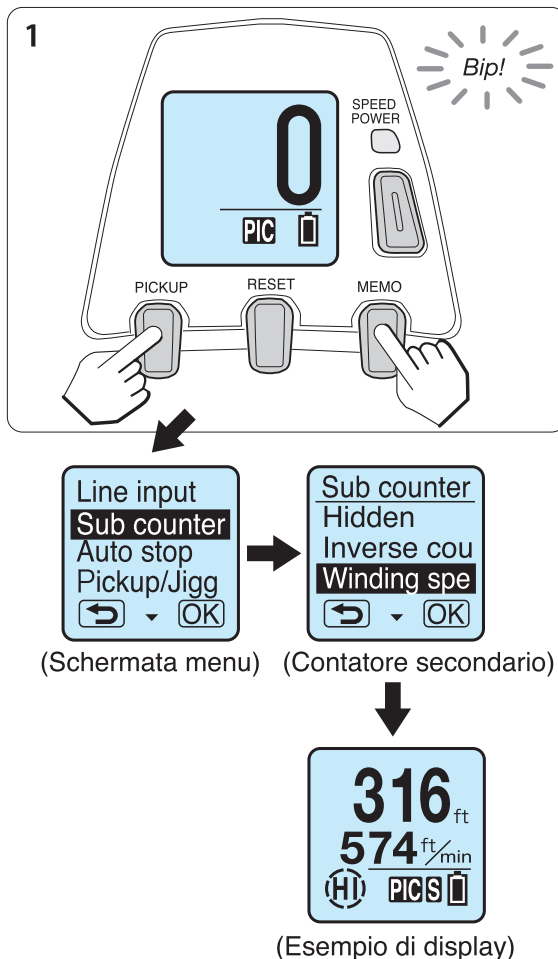 1
Bip!
SPEED
POWER
0
PIC
PICKUP RESET MEMO
Line input
Sub counter
Auto stop
Pickup/Jigg
OK
(Schermata menu)
Sub counter
Hidden
Inverse cou
Winding spe
OK
(Contatore secondario)
316 ft
574 ft/min
HI PIC S
(Esempio di display)